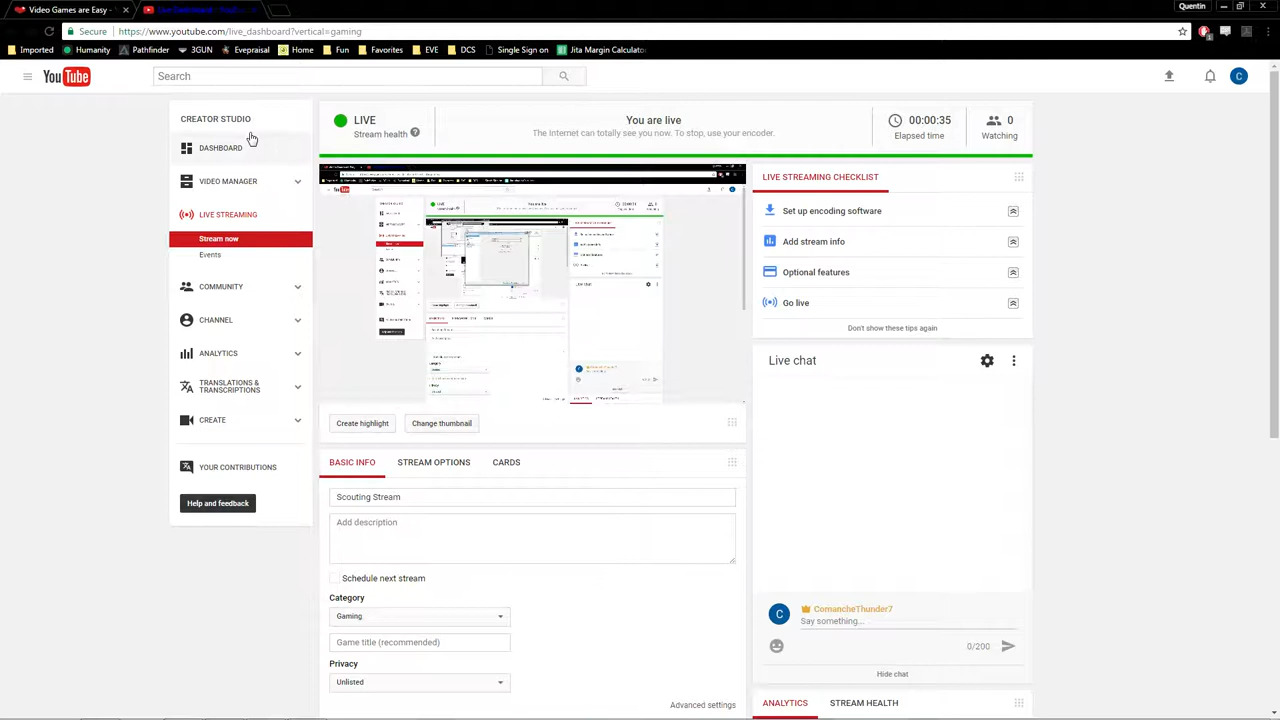 Video Games are Easy -
Quentin
Secure
https://www.youtube.com/live_dashboard?vertical=gaming
Imported Humanity Pathfinder 3GUN Evepraisal Home Fun Favorites EVE DCS Single Sign on Jita Margin Calculato
YouTube
Search
C
CREATOR STUDIO
DASHBOARD
VIDEO MANAGER
LIVE STREAMING
Stream now
Events
COMMUNITY
CHANNEL
ANALYTICS
TRANSLATIONS &
TRANSCRIPTIONS
CREATE
YOUR CONTRIBUTIONS
Help and feedback
LIVE
Stream health ?
You are live
The Internet can totally see you now. To stop, use your encoder.
00:00:35
Elapsed time
0
Watching
Create highlight
Change thumbnail
BASIC INFO
STREAM OPTIONS
CARDS
Scouting Stream
Add description
Schedule next stream
Category
Gaming
Game title (recommended)
Privacy
Unlisted
Advanced settings
LIVE STREAMING CHECKLIST
Set up encoding software
Add stream info
Optional features
Go live
Don't show these tips again
Live chat
C
ComancheThunder7
Say something...
0/200
Hide chat
ANALYTICS
STREAM HEALTH